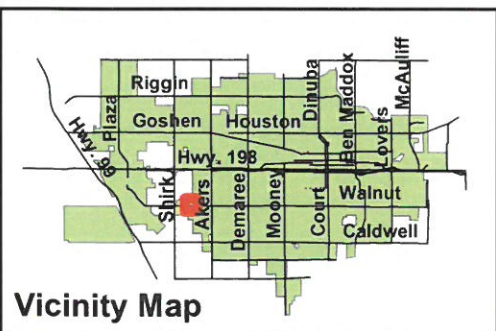 Riggin
Plaza
Goshen
Houston
Dinuba
Ben Maddox
Lovers
McAuliff
Hwy. 99
Hwy. 198
Shirk
Akers
Demaree
Mooney
Court
Walnut
Caldwell
Vicinity Map